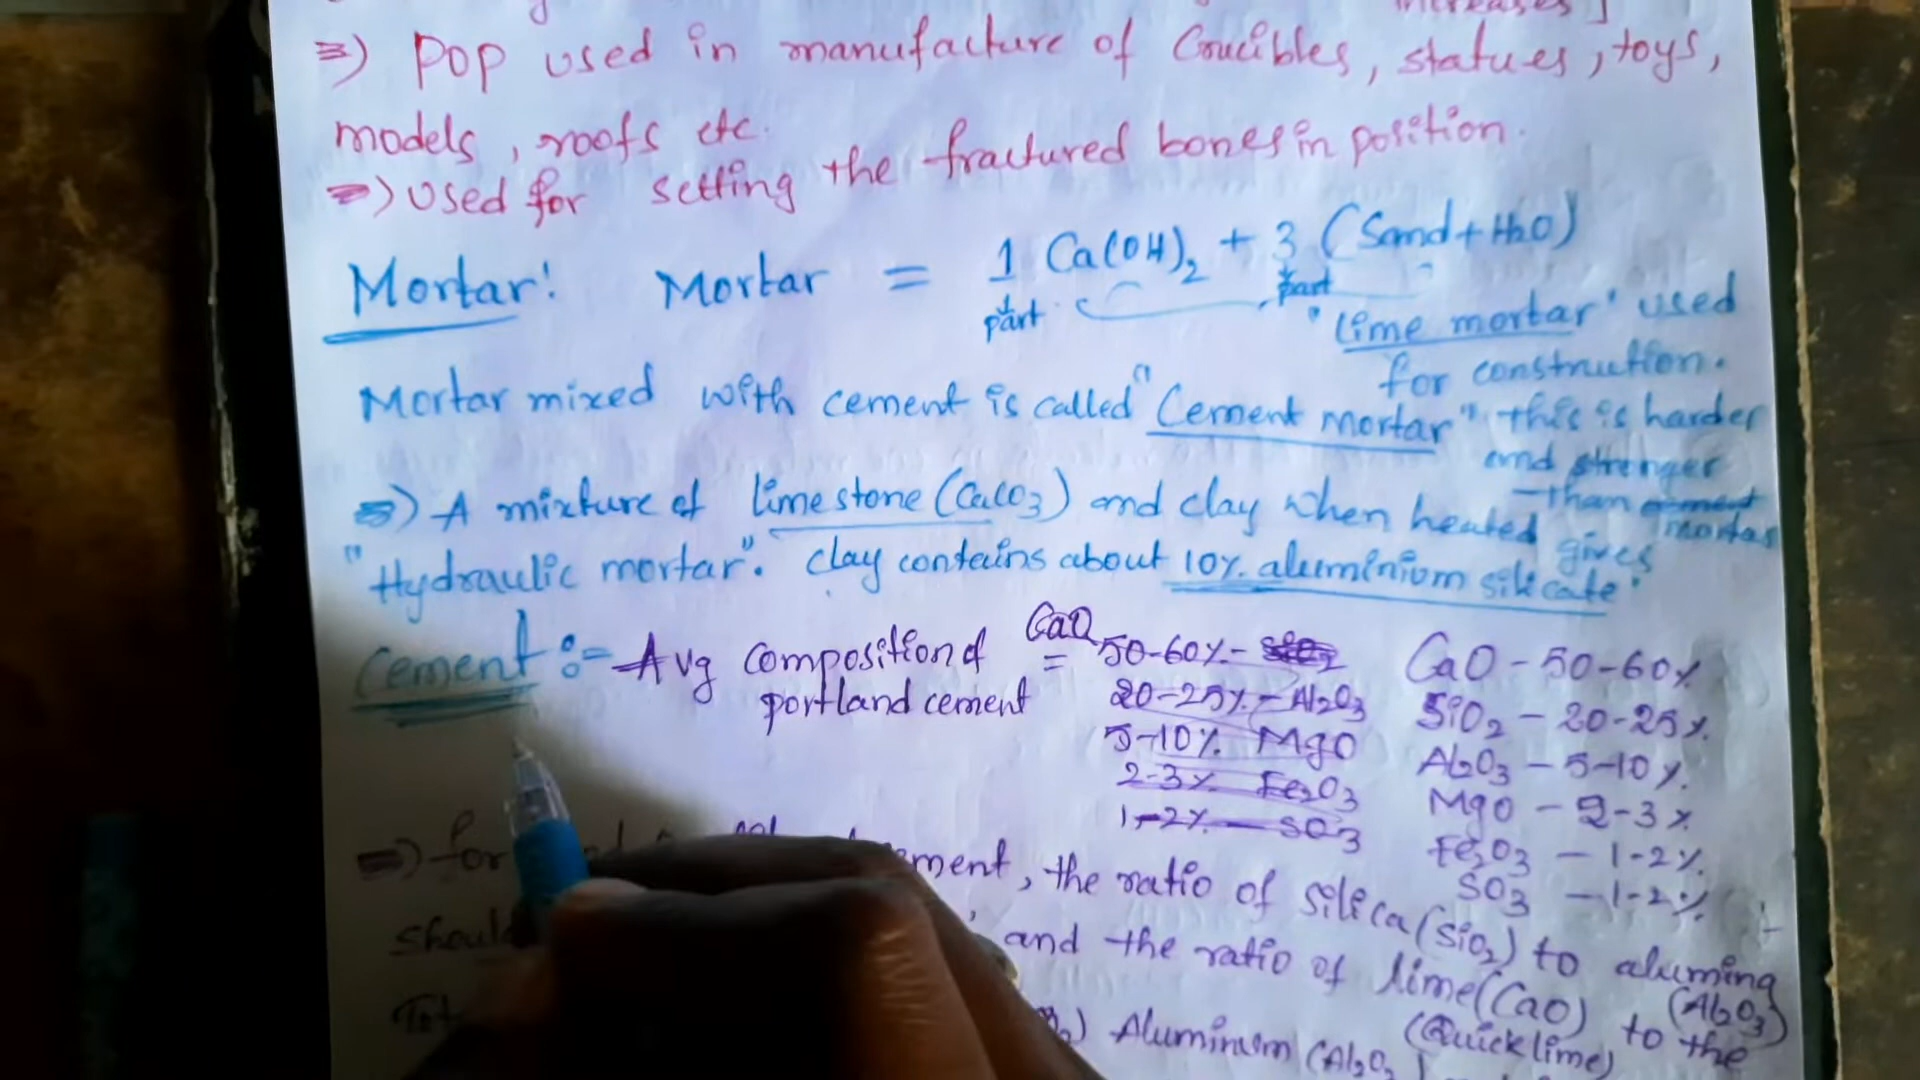 increases]
⇒) POP used in manufacture of Crucibles, statues, toys,
models, roofs etc.
⇒) Used for setting the fractured bones in position.
Mortar: Mortar = 1 Ca(OH)₂ + 3 (Sand + H₂O)
part part
"lime mortar" used
for construction.
Mortar mixed with cement is called "Cement mortar" this is harder
and stronger
than cement mortar
⇒) A mixture of limestone (CaCO₃) and clay when heated gives
"Hydraulic mortar". clay contains about 10% aluminium silicate"
Cement :- Avg composition of portland cement = CaO
50-60% - SiO₂
20-25% - Al₂O₃
5-10% MgO
2-3% Fe₂O₃
1-2% - SO₃
CaO - 50-60%
SiO₂ - 20-25%
Al₂O₃ - 5-10%
MgO - 2-3%
Fe₂O₃ - 1-2%
SO₃ - 1-2%
⇒) for ement, the ratio of silica (SiO₂) to alumina (Al₂O₃)
should and the ratio of lime (CaO) (Quick lime) to the
Aluminum (Al₂O₃